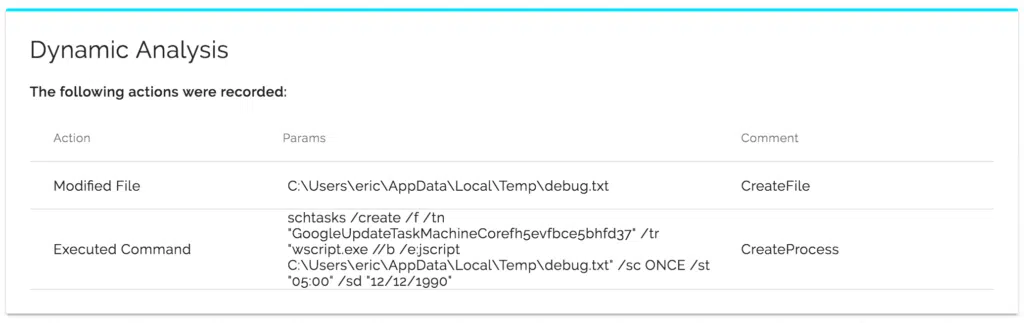 Dynamic Analysis
The following actions were recorded:
Action Params Comment
Modified File C:\Users\eric\AppData\Local\Temp\debug.txt CreateFile
schtasks /create /f /tn
"GoogleUpdateTaskMachineCorefh5evfbce5bhfd37" /tr
Executed Command "wscript.exe //b /e:jscript CreateProcess
C:\Users\eric\AppData\Local\Temp\debug.txt" /sc ONCE /st
"05:00" /sd "12/12/1990"